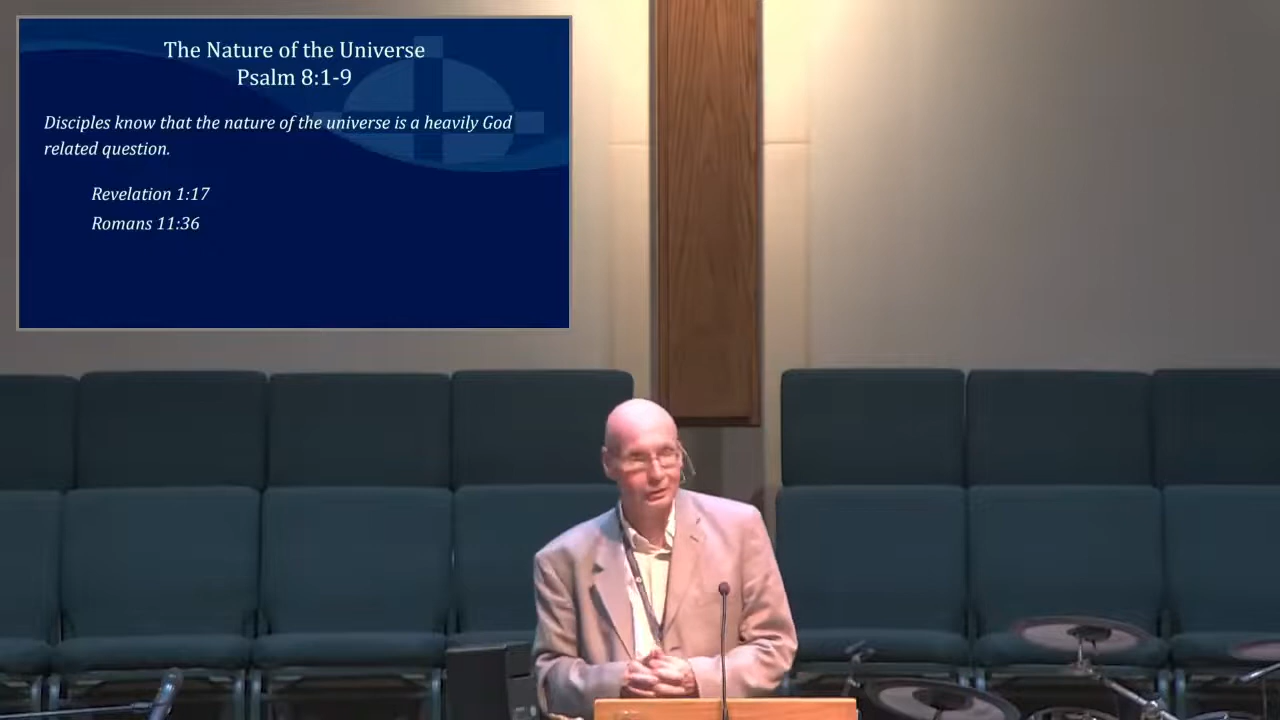 The Nature of the Universe
Psalm 8:1-9
Disciples know that the nature of the universe is a heavily God
related question.
Revelation 1:17
Romans 11:36